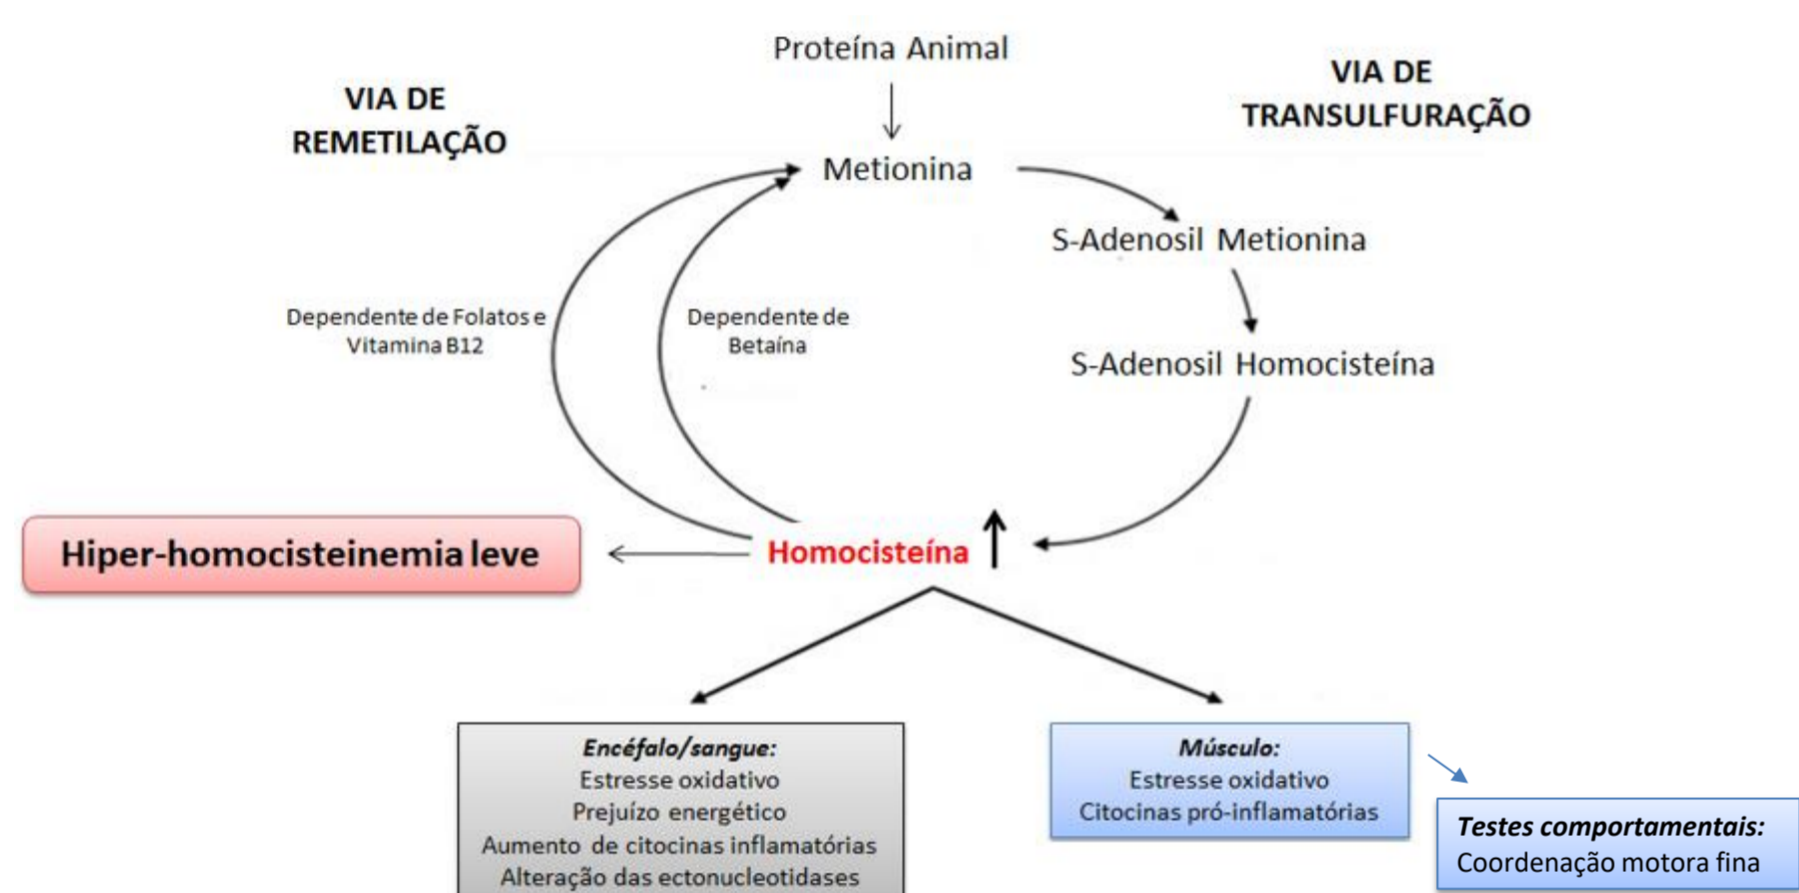 Proteína Animal
VIA DE
REMETILAÇÃO
VIA DE
TRANSULFURAÇÃO
Metionina
S-Adenosil Metionina
Dependente de Folatos e
Vitamina B12
Dependente de
Betaína
S-Adenosil Homocisteína
Hiper-homocisteinemia leve
Homocisteína
Encéfalo/sangue:
Estresse oxidativo
Prejuízo energético
Aumento de citocinas inflamatórias
Alteração das ectonucleotidases
Músculo:
Estresse oxidativo
Citocinas pró-inflamatórias
Testes comportamentais:
Coordenação motora fina